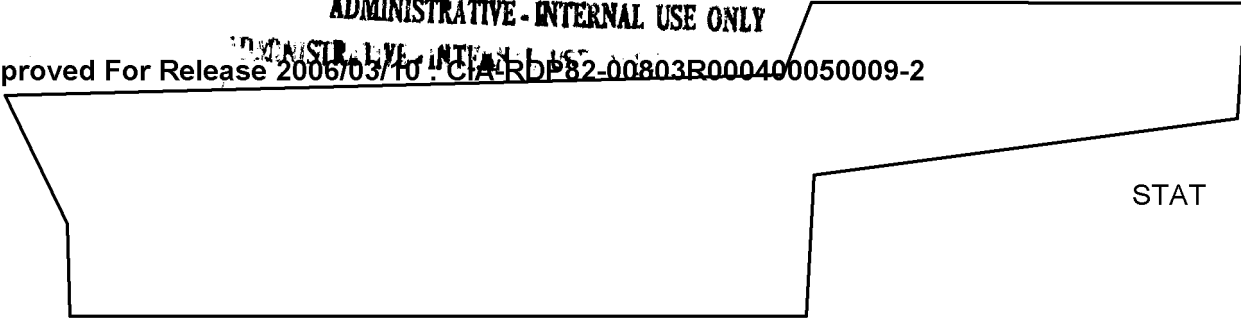 ADMINISTRATIVE - INTERNAL USE ONLY
proved For Release 2006/03/10 : CIA-RDP82-00803R000400050009-2
STAT